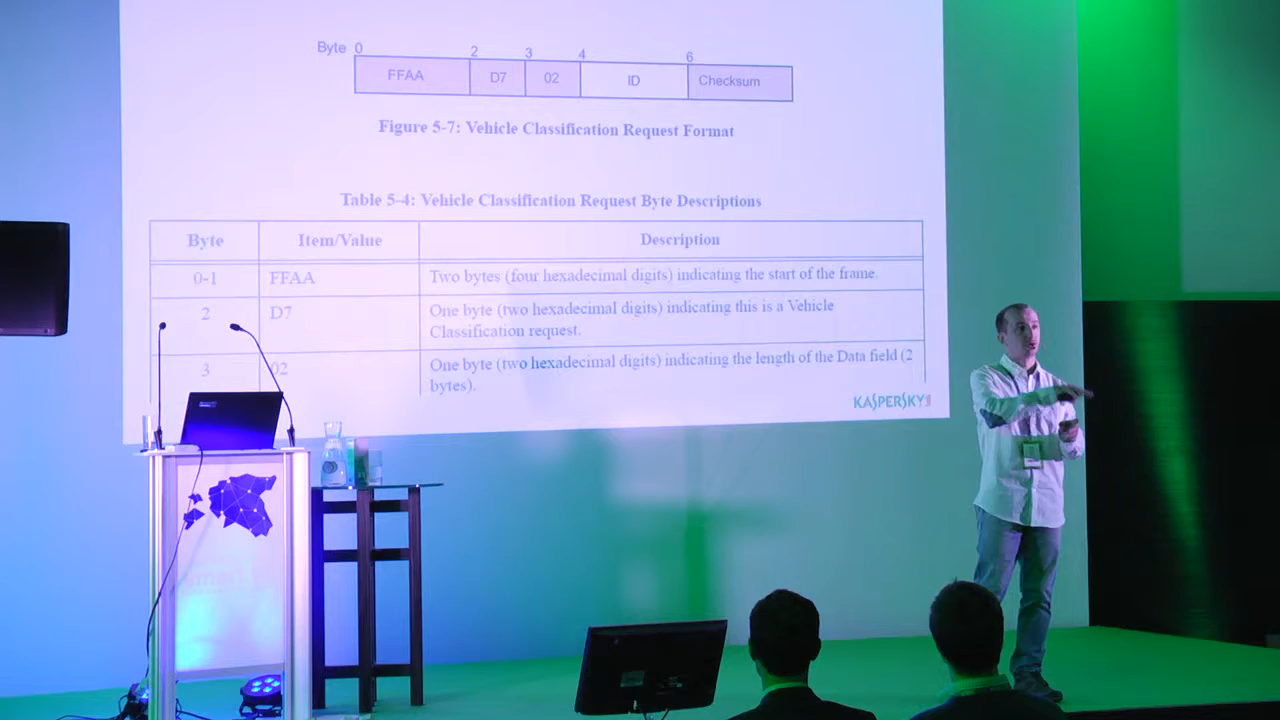 Byte 0 2 3 4 6
FFAA D7 02 ID Checksum
Figure 5-7: Vehicle Classification Request Format
Table 5-4: Vehicle Classification Request Byte Descriptions
Byte Item/Value Description
0-1 FFAA Two bytes (four hexadecimal digits) indicating the start of the frame.
2 D7 One byte (two hexadecimal digits) indicating this is a Vehicle
Classification request.
3 02 One byte (two hexadecimal digits) indicating the length of the Data field (2
bytes).
KASPERSKY